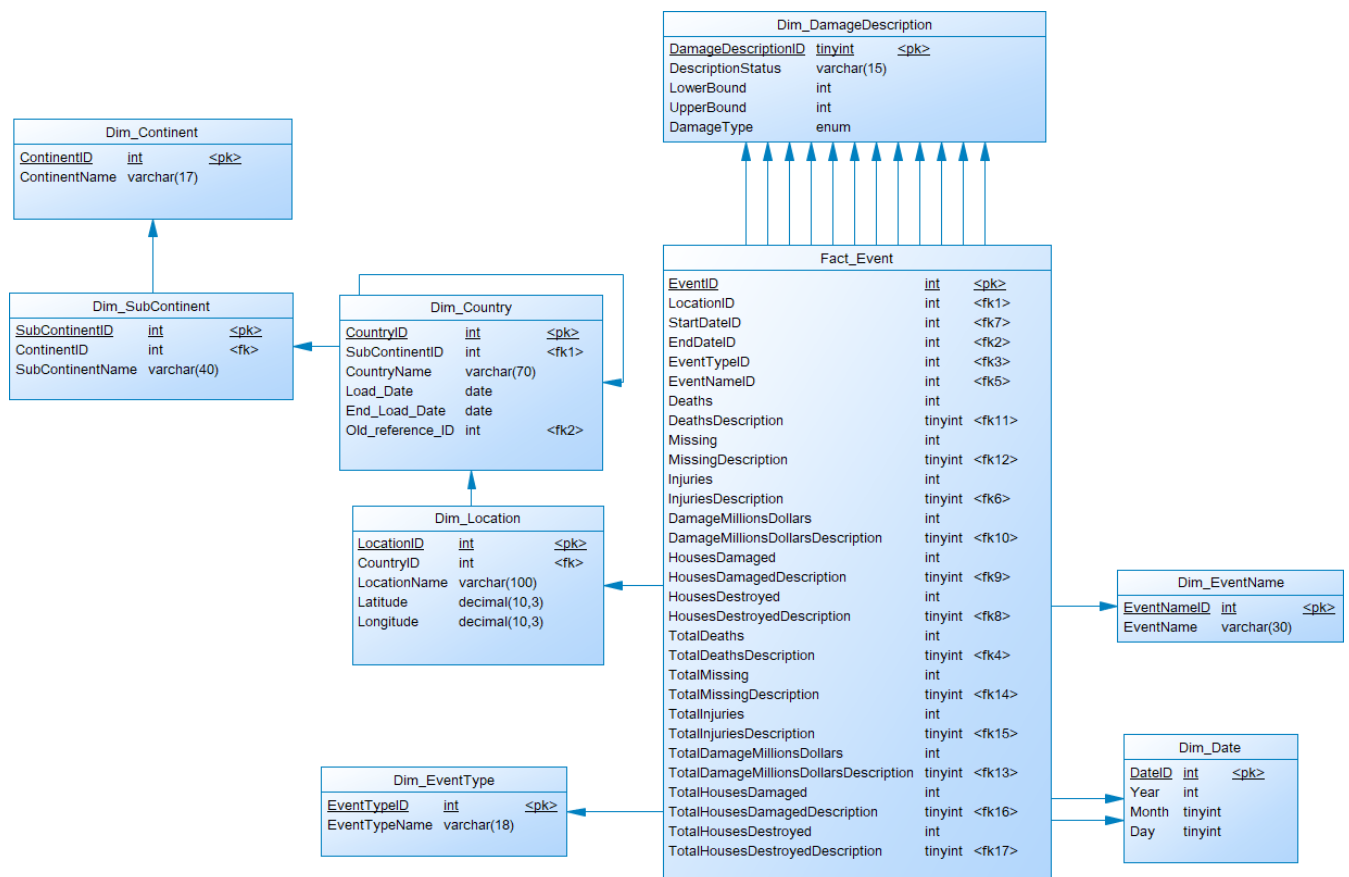 Dim_DamageDescription
DamageDescriptionID tinyint <pk>
DescriptionStatus varchar(15)
LowerBound int
UpperBound int
DamageType enum
Dim_Continent
ContinentID int <pk>
ContinentName varchar(17)
Dim_SubContinent
SubContinentID int <pk>
ContinentID int <fk>
SubContinentName varchar(40)
Dim_Country
CountryID int <pk>
SubContinentID int <fk1>
CountryName varchar(70)
Load_Date date
End_Load_Date date
Old_reference_ID int <fk2>
Dim_Location
LocationID int <pk>
CountryID int <fk>
LocationName varchar(100)
Latitude decimal(10,3)
Longitude decimal(10,3)
Dim_EventType
EventTypeID int <pk>
EventTypeName varchar(18)
Fact_Event
EventID int <pk>
LocationID int <fk1>
StartDateID int <fk7>
EndDateID int <fk2>
EventTypeID int <fk3>
EventNameID int <fk5>
Deaths int
DeathsDescription tinyint <fk11>
Missing int
MissingDescription tinyint <fk12>
Injuries int
InjuriesDescription tinyint <fk6>
DamageMillionsDollars int
DamageMillionsDollarsDescription tinyint <fk10>
HousesDamaged int
HousesDamagedDescription tinyint <fk9>
HousesDestroyed int
HousesDestroyedDescription tinyint <fk8>
TotalDeaths int
TotalDeathsDescription tinyint <fk4>
TotalMissing int
TotalMissingDescription tinyint <fk14>
TotalInjuries int
TotalInjuriesDescription tinyint <fk15>
TotalDamageMillionsDollars int
TotalDamageMillionsDollarsDescription tinyint <fk13>
TotalHousesDamaged int
TotalHousesDamagedDescription tinyint <fk16>
TotalHousesDestroyed int
TotalHousesDestroyedDescription tinyint <fk17>
Dim_EventName
EventNameID int <pk>
EventName varchar(30)
Dim_Date
DateID int <pk>
Year int
Month tinyint
Day tinyint